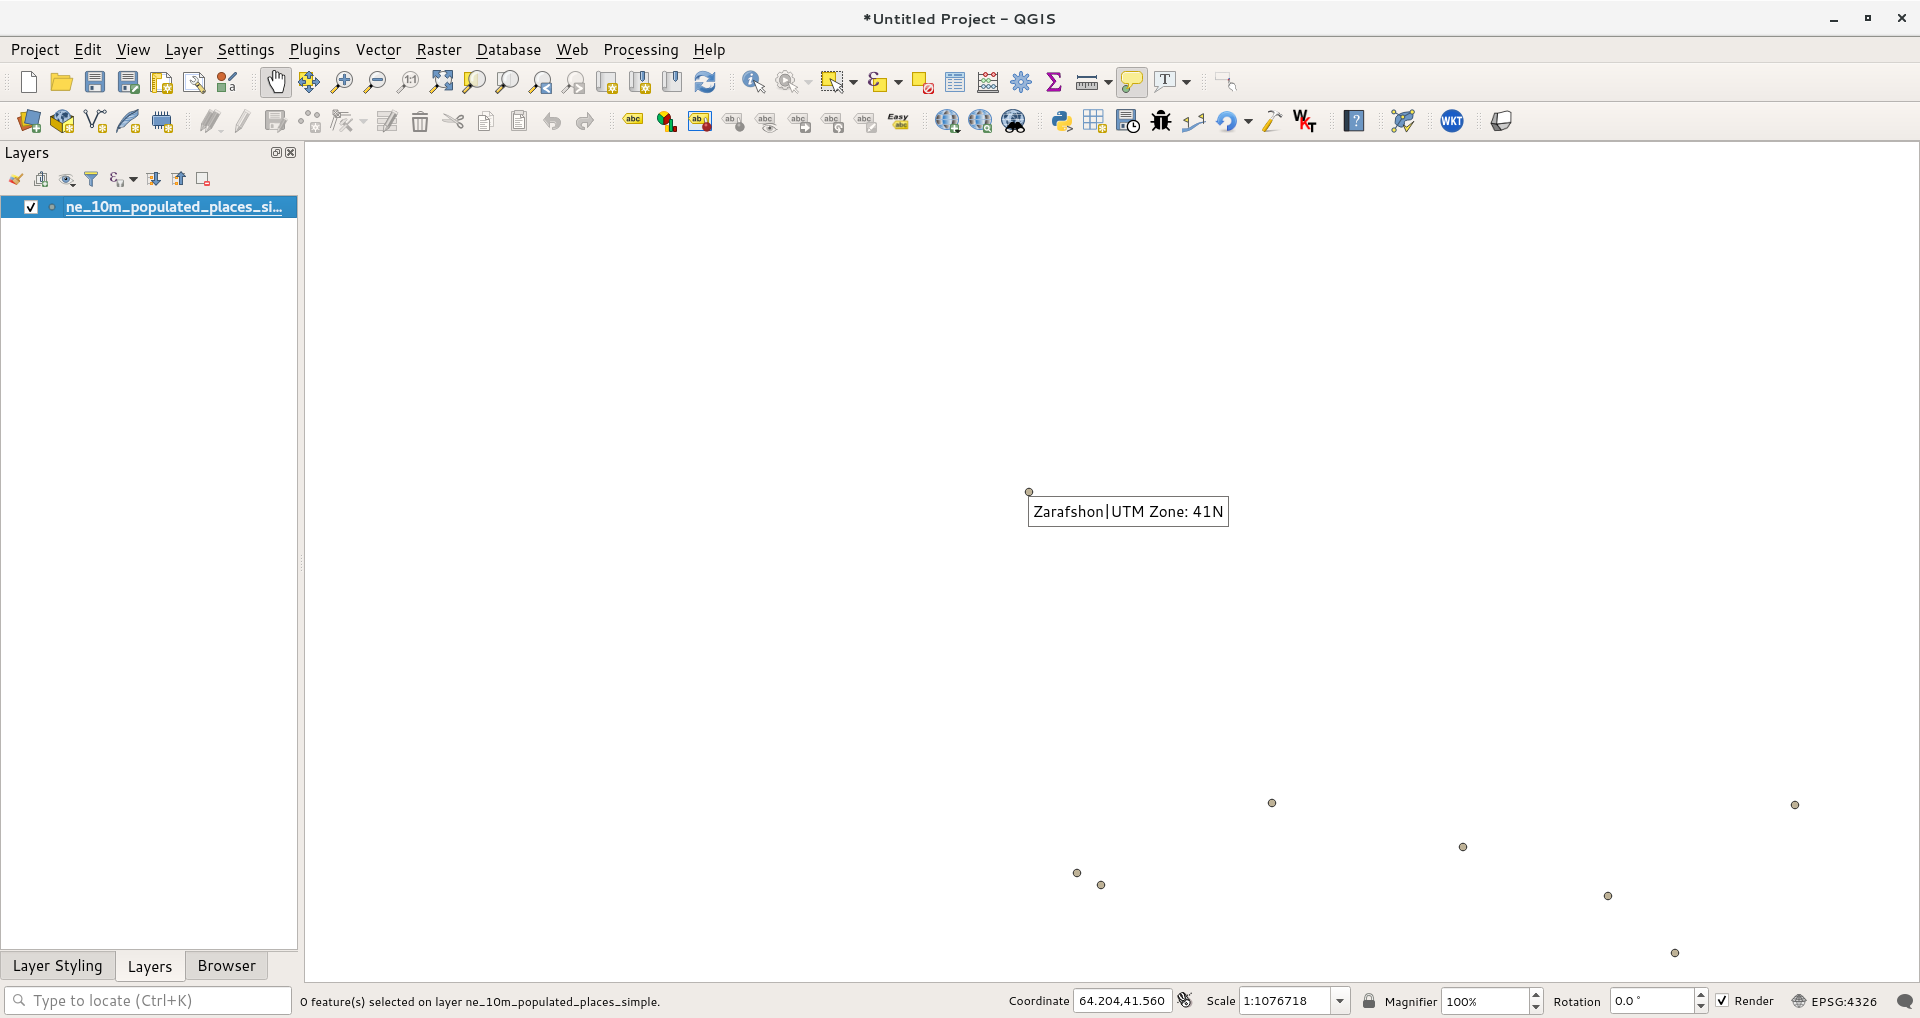 *Untitled Project - QGIS
Project Edit View Layer Settings Plugins Vector Raster Database Web Processing Help
Layers
ne_10m_populated_places_si...
Zarafshon|UTM Zone: 41N
Layer Styling Layers Browser
Type to locate (Ctrl+K) 0 feature(s) selected on layer ne_10m_populated_places_simple. Coordinate 64.204,41.560 Scale 1:1076718 Magnifier 100% Rotation 0.0 ° Render EPSG:4326